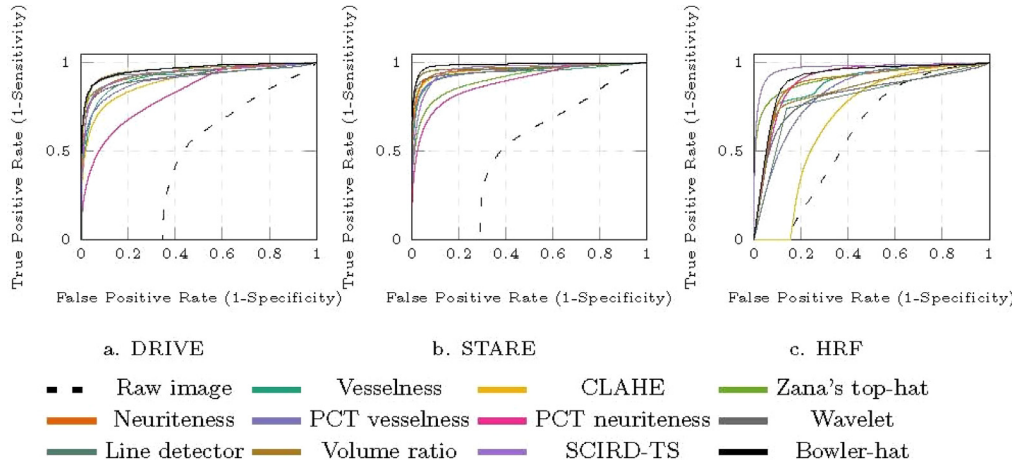 True Positive Rate (1-Sensitivity)
1
0.5
0
0 0.2 0.4 0.6 0.8 1
False Positive Rate (1-Specificity)
a. DRIVE
True Positive Rate (1-Sensitivity)
1
0.5
0
0 0.2 0.4 0.6 0.8 1
False Positive Rate (1-Specificity)
b. STARE
True Positive Rate (1-Sensitivity)
1
0.5
0
0 0.2 0.4 0.6 0.8 1
False Positive Rate (1-Specificity)
c. HRF
Raw image Vesselness CLAHE Zana's top-hat
Neuriteness PCT vesselness PCT neuriteness Wavelet
Line detector Volume ratio SCIRD-TS Bowler-hat